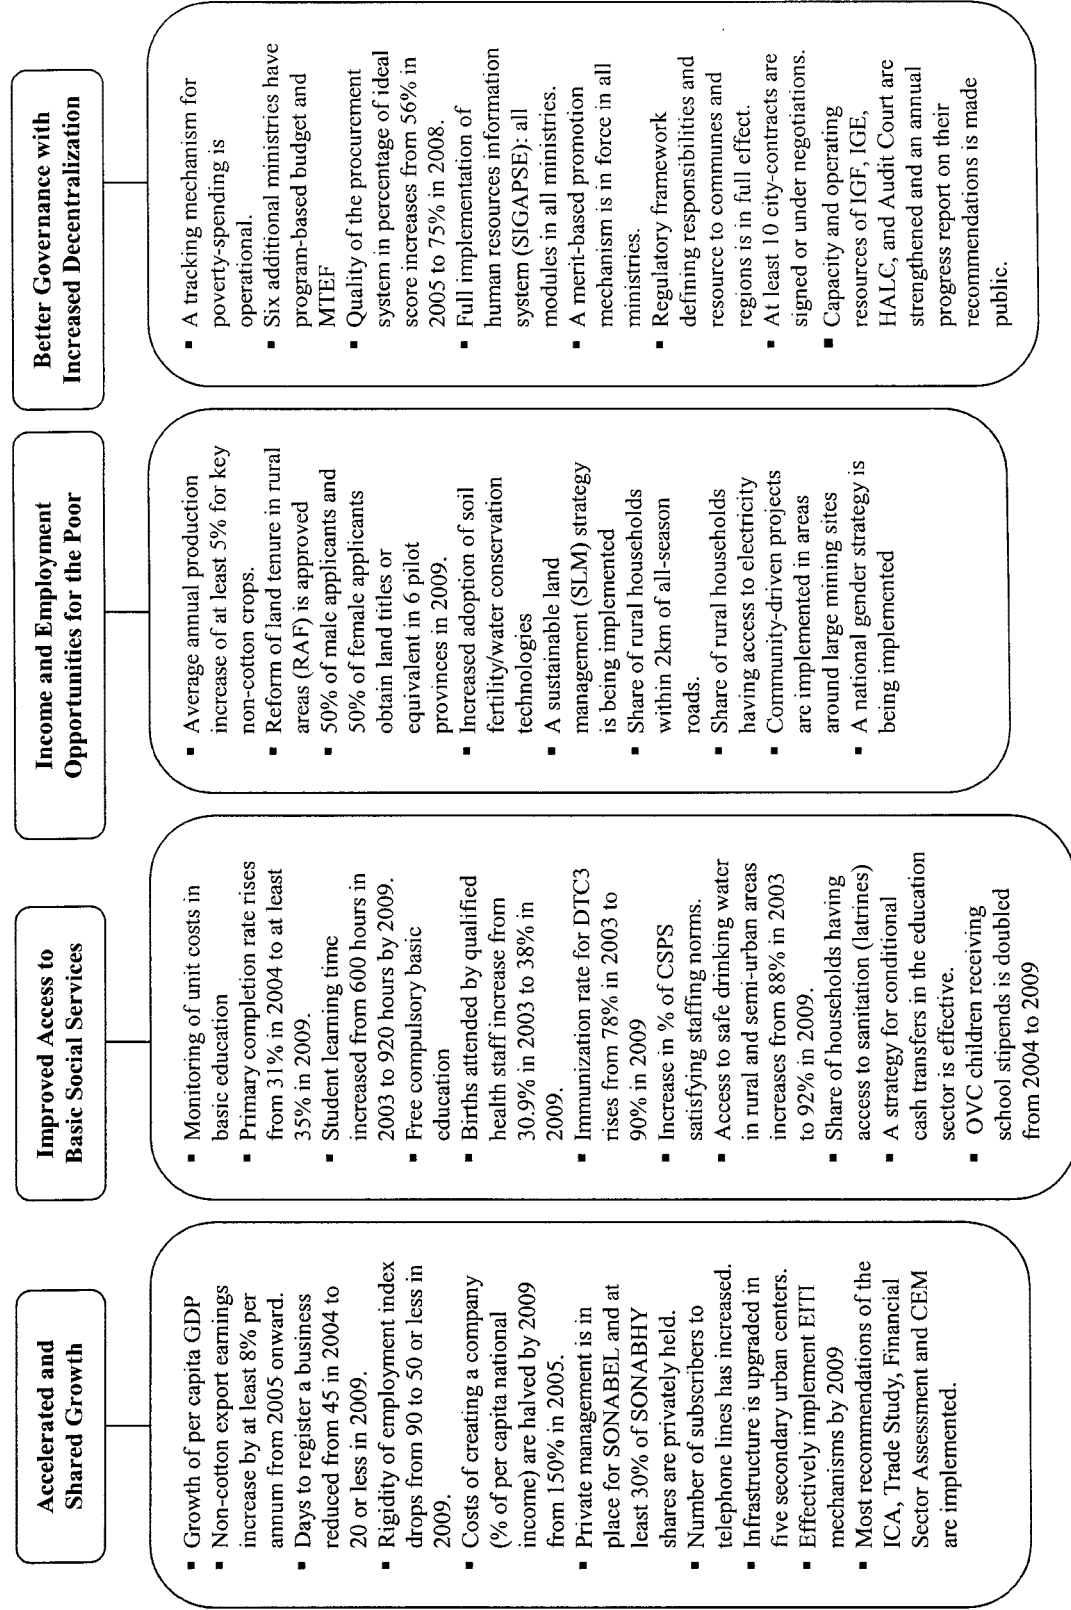 Accelerated and
Shared Growth
▪ Growth of per capita GDP
▪ Non-cotton export earnings
increase by at least 8% per
annum from 2005 onward.
▪ Days to register a business
reduced from 45 in 2004 to
20 or less in 2009.
▪ Rigidity of employment index
drops from 90 to 50 or less in
2009.
▪ Costs of creating a company
(% of per capita national
income) are halved by 2009
from 150% in 2005.
▪ Private management is in
place for SONABEL and at
least 30% of SONABHY
shares are privately held.
▪ Number of subscribers to
telephone lines has increased.
▪ Infrastructure is upgraded in
five secondary urban centers.
▪ Effectively implement EITI
mechanisms by 2009
▪ Most recommendations of the
ICA, Trade Study, Financial
Sector Assessment and CEM
are implemented.
Improved Access to
Basic Social Services
▪ Monitoring of unit costs in
basic education
▪ Primary completion rate rises
from 31% in 2004 to at least
35% in 2009.
▪ Student learning time
increased from 600 hours in
2003 to 920 hours by 2009.
▪ Free compulsory basic
education
▪ Births attended by qualified
health staff increase from
30.9% in 2003 to 38% in
2009.
▪ Immunization rate for DTC3
rises from 78% in 2003 to
90% in 2009
▪ Increase in % of CSPS
satisfying staffing norms.
▪ Access to safe drinking water
in rural and semi-urban areas
increases from 88% in 2003
to 92% in 2009.
▪ Share of households having
access to sanitation (latrines)
▪ A strategy for conditional
cash transfers in the education
sector is effective.
▪ OVC children receiving
school stipends is doubled
from 2004 to 2009
Income and Employment
Opportunities for the Poor
▪ Average annual production
increase of at least 5% for key
non-cotton crops.
▪ Reform of land tenure in rural
areas (RAF) is approved
▪ 50% of male applicants and
50% of female applicants
obtain land titles or
equivalent in 6 pilot
provinces in 2009.
▪ Increased adoption of soil
fertility/water conservation
technologies
▪ A sustainable land
management (SLM) strategy
is being implemented
▪ Share of rural households
within 2km of all-season
roads.
▪ Share of rural households
having access to electricity
▪ Community-driven projects
are implemented in areas
around large mining sites
▪ A national gender strategy is
being implemented
Better Governance with
Increased Decentralization
▪ A tracking mechanism for
poverty-spending is
operational.
▪ Six additional ministries have
program-based budget and
MTEF
▪ Quality of the procurement
system in percentage of ideal
score increases from 56% in
2005 to 75% in 2008.
▪ Full implementation of
human resources information
system (SIGAPSE): all
modules in all ministries.
▪ A merit-based promotion
mechanism is in force in all
ministries.
▪ Regulatory framework
defining responsibilities and
resource to communes and
regions is in full effect.
▪ At least 10 city-contracts are
signed or under negotiations.
▪ Capacity and operating
resources of IGF, IGE,
HALC, and Audit Court are
strengthened and an annual
progress report on their
recommendations is made
public.